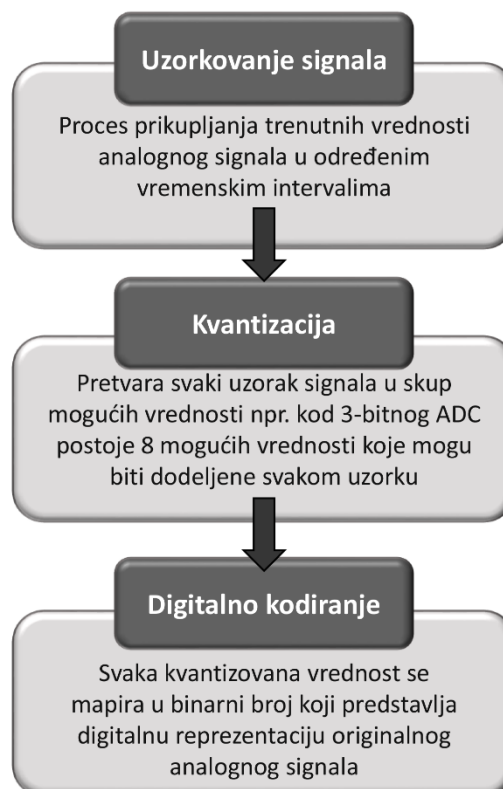 Uzorkovanje signala
Proces prikupljanja trenutnih vrednosti
analognog signala u određenim
vremenskim intervalima
Kvantizacija
Pretvara svaki uzorak signala u skup
mogućih vrednosti npr. kod 3-bitnog ADC
postoje 8 mogućih vrednosti koje mogu
biti dodeljene svakom uzorku
Digitalno kodiranje
Svaka kvantizovana vrednost se
mapira u binarni broj koji predstavlja
digitalnu reprezentaciju originalnog
analognog signala